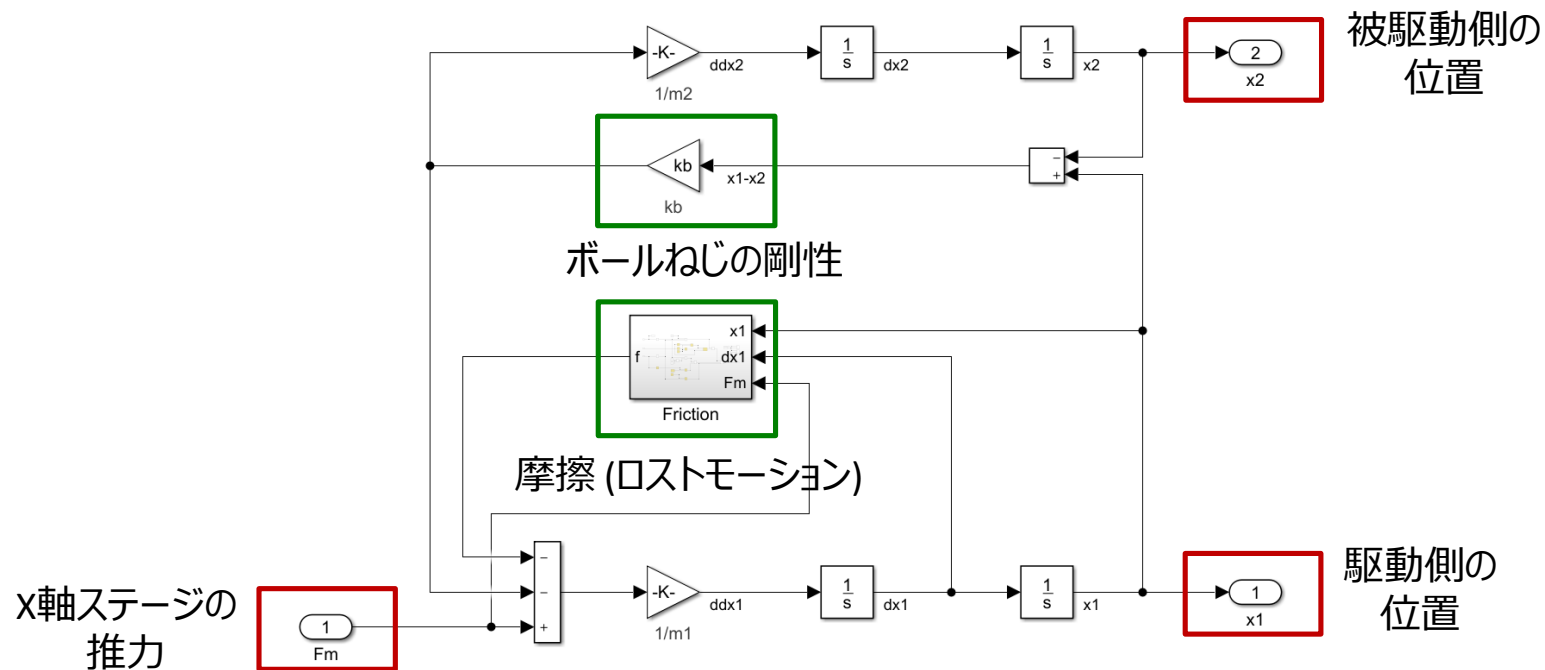 被駆動側の
位置
-K-
ddx2
1
s
dx2
1
s
x2
2
x2
1/m2
kb
x1-x2
−
+
kb
ボールねじの剛性
x1
f
dx1
Fm
Friction
摩擦 (ロストモーション)
X軸ステージの
推力
1
Fm
−
−
+
-K-
ddx1
1
s
dx1
1
s
x1
1
x1
1/m1
駆動側の
位置